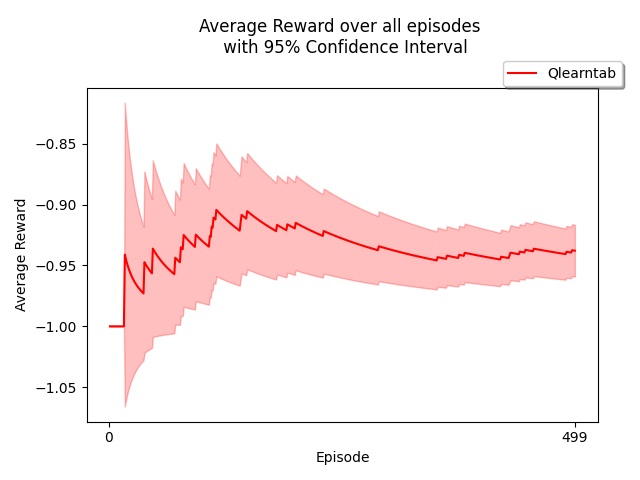 Average Reward over all episodes
with 95% Confidence Interval
Qlearntab
−0.85
−0.90
−0.95
−1.00
−1.05
Average Reward
0
499
Episode